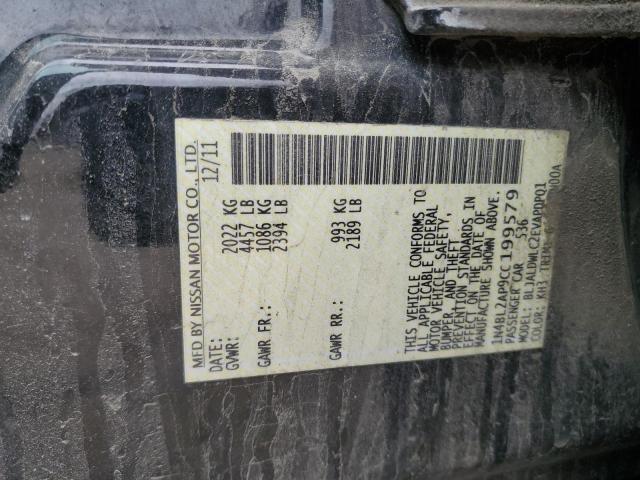 MFD BY NISSAN MOTOR CO., LTD.
DATE: 12/11
GVWR: 2022 KG
4457 LB
GAWR FR: 1086 KG
2394 LB
GAWR RR: 993 KG
2189 LB
THIS VEHICLE CONFORMS TO
ALL APPLICABLE FEDERAL
MOTOR VEHICLE SAFETY,
BUMPER, AND THEFT
PREVENTION STANDARDS IN
EFFECT ON THE DATE OF
MANUFACTURE SHOWN ABOVE.
1N4BL2AP9CC199579
PASSENGER CAR 536
MODEL: BL3ALDWLC2EVAPDP01
COLOR: KH3 TRIM: G 000A